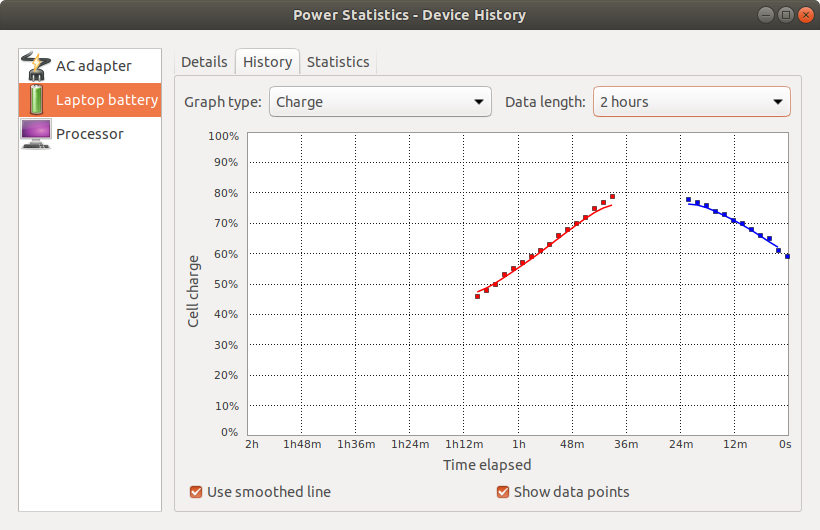 Power Statistics - Device History
AC adapter
Laptop battery
Processor
Details History Statistics
Graph type: Charge Data length: 2 hours
100%
90%
80%
70%
60%
50%
40%
30%
20%
10%
0%
Cell charge
2h 1h48m 1h36m 1h24m 1h12m 1h 48m 36m 24m 12m 0s
Time elapsed
Use smoothed line Show data points